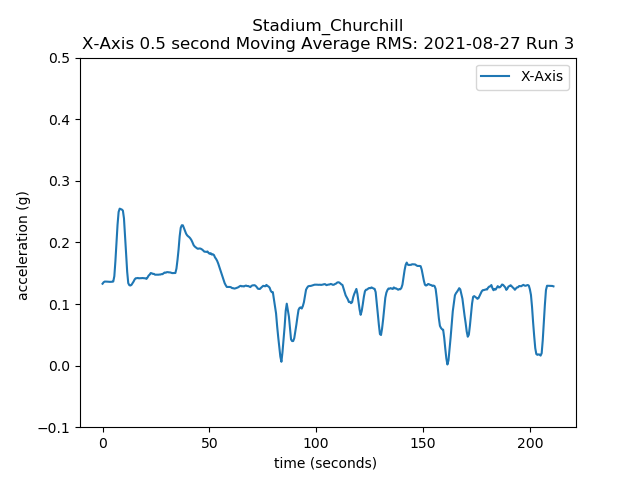 Stadium_Churchill
X-Axis 0.5 second Moving Average RMS: 2021-08-27 Run 3
X-Axis
acceleration (g)
0.5
0.4
0.3
0.2
0.1
0.0
−0.1
0 50 100 150 200
time (seconds)